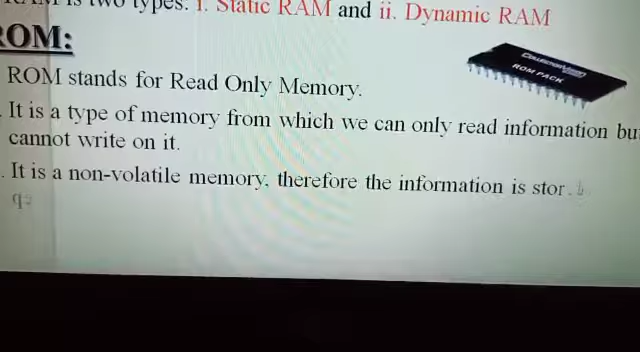 is two types: i. Static RAM and ii. Dynamic RAM
ROM:
ROM PACK
ROM stands for Read Only Memory.
It is a type of memory from which we can only read information bu
cannot write on it.
. It is a non-volatile memory, therefore the information is stor